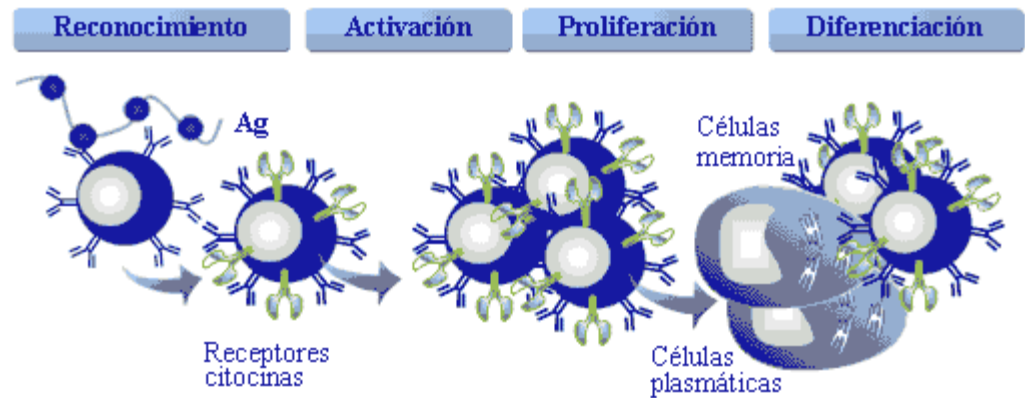 Reconocimiento
Activación
Proliferación
Diferenciación
Ag
Células
memoria
Receptores
citocinas
Células
plasmáticas